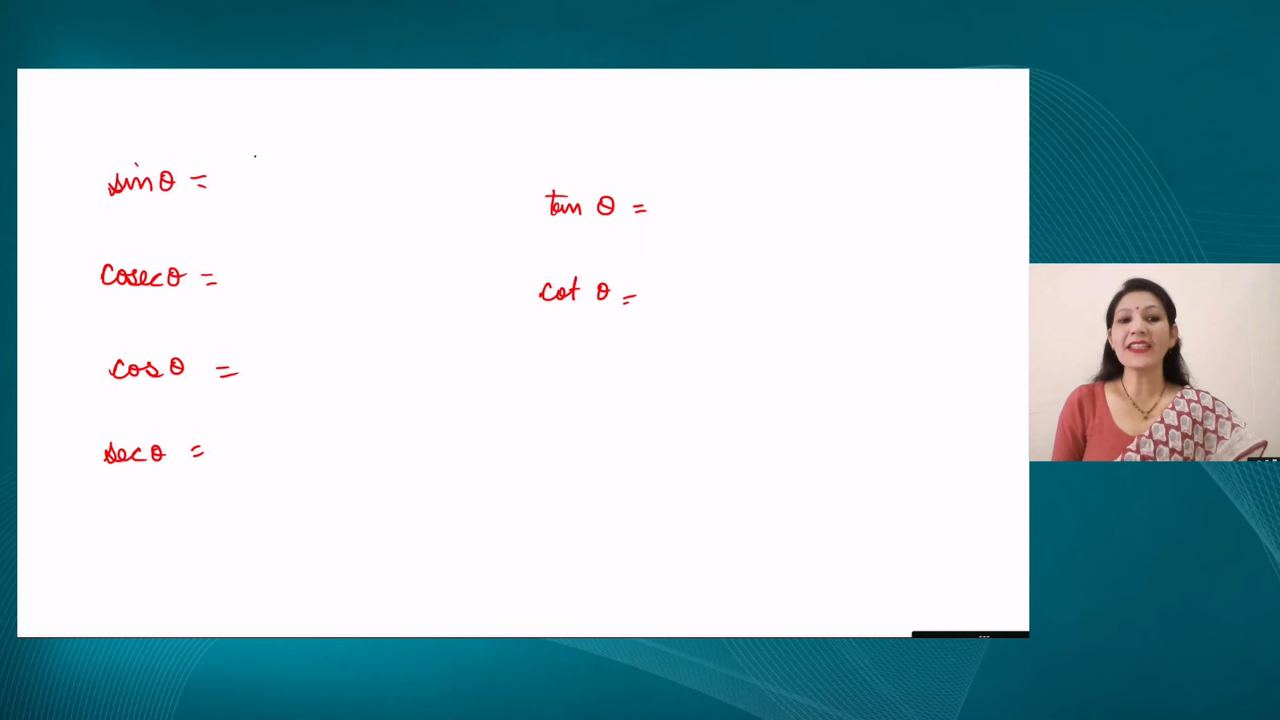 sinθ =
cosecθ =
cosθ =
secθ =
tan θ =
cot θ =